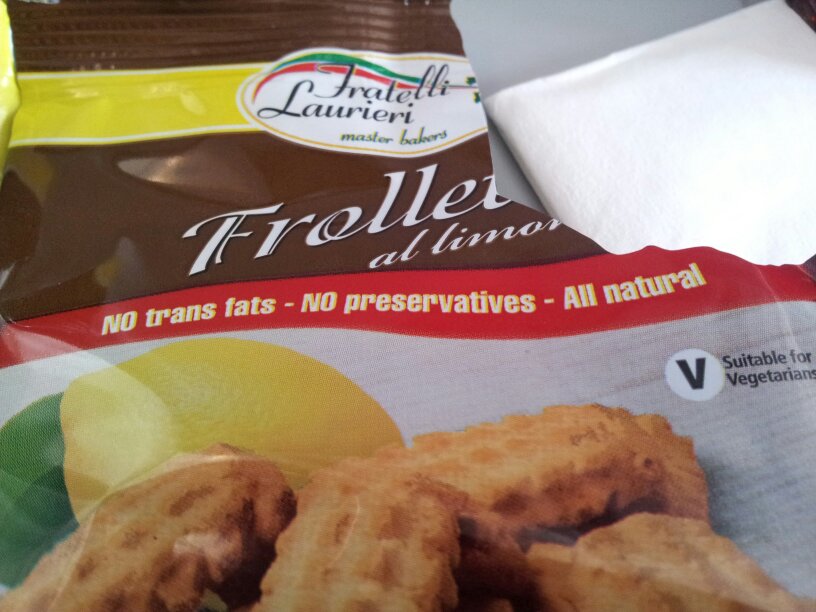 Fratelli
Laurieri
master bakers
Frollet
al limon
NO trans fats - NO preservatives - All natural
V
Suitable for
Vegetarians